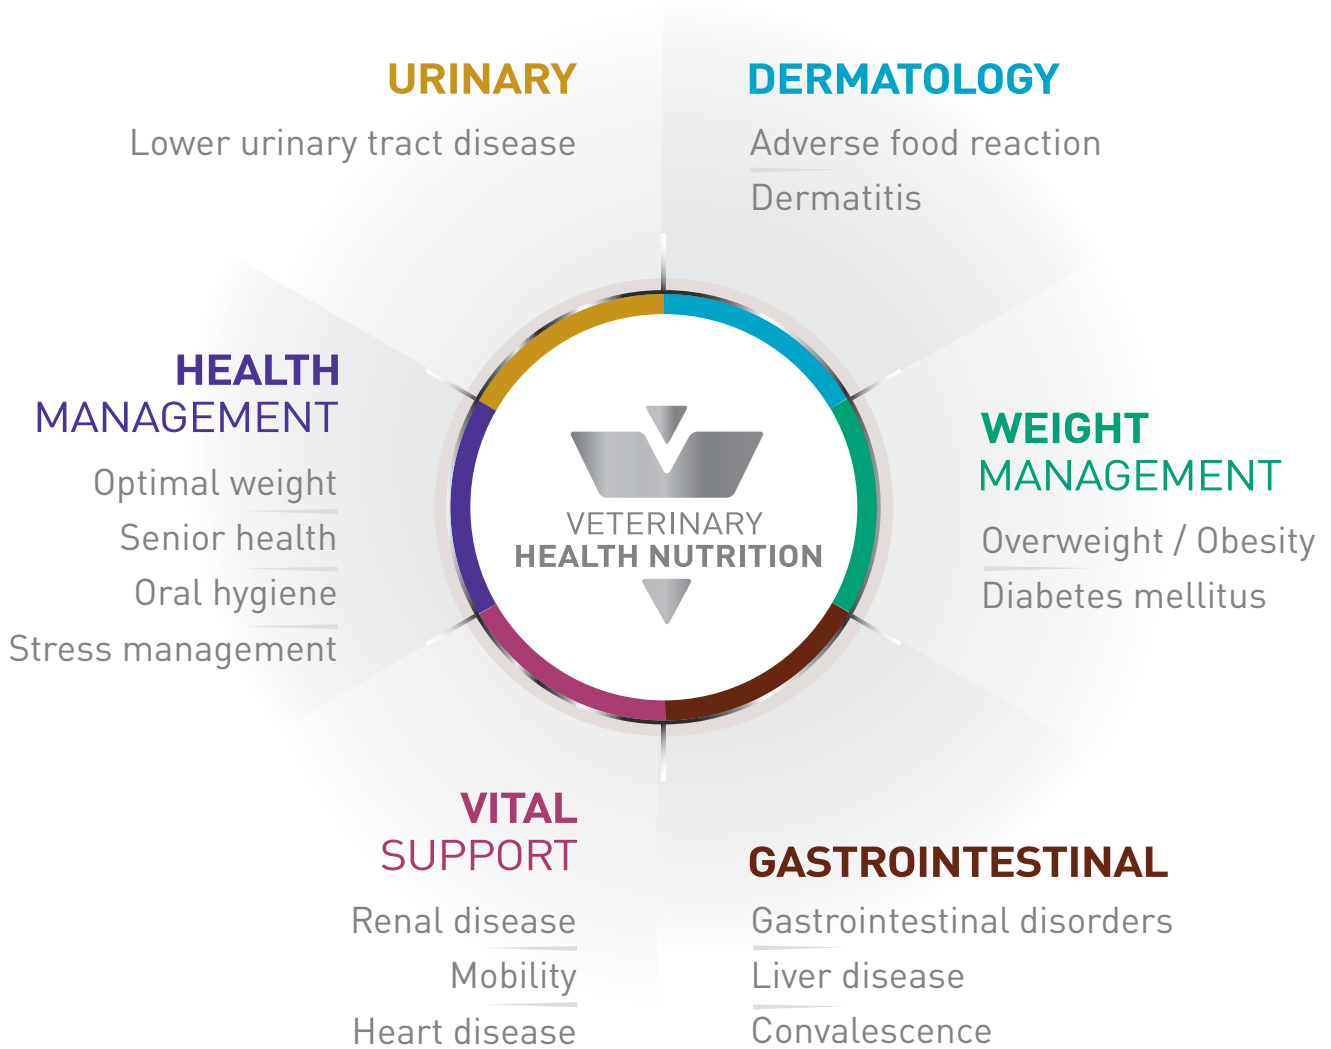 URINARY
Lower urinary tract disease
DERMATOLOGY
Adverse food reaction
Dermatitis
HEALTH
MANAGEMENT
Optimal weight
Senior health
Oral hygiene
Stress management
VETERINARY
HEALTH NUTRITION
WEIGHT
MANAGEMENT
Overweight / Obesity
Diabetes mellitus
VITAL
SUPPORT
Renal disease
Mobility
Heart disease
GASTROINTESTINAL
Gastrointestinal disorders
Liver disease
Convalescence